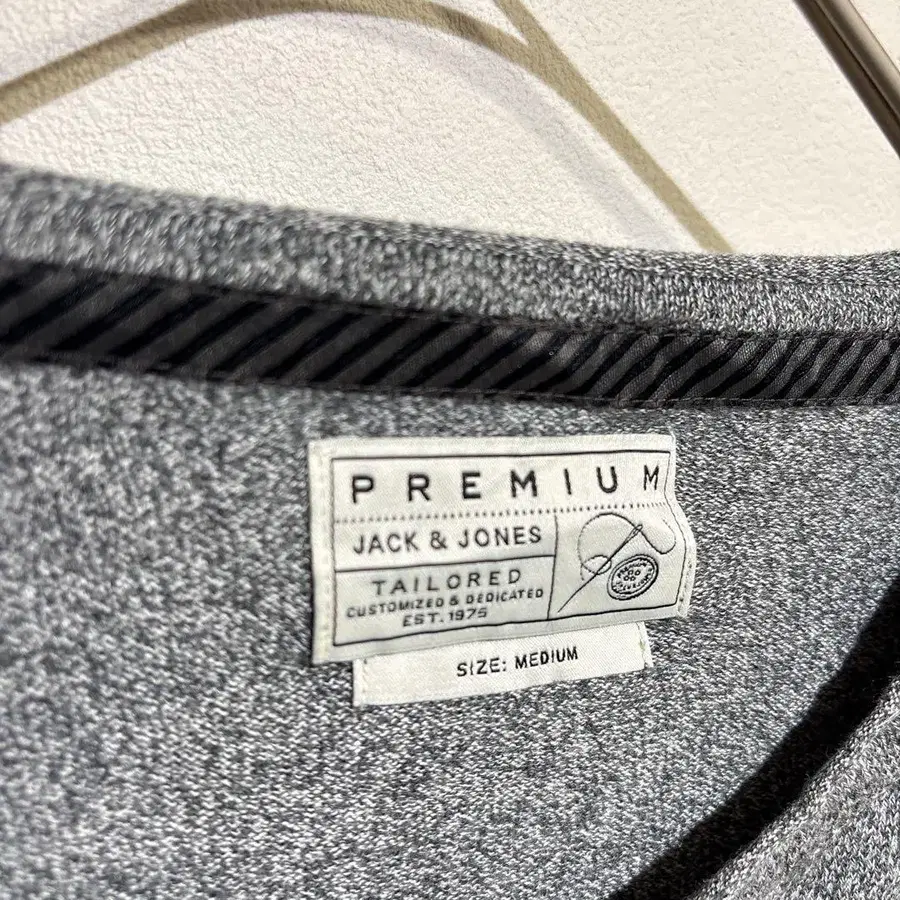 PREMIUM
JACK & JONES
TAILORED
CUSTOMIZED & DEDICATED
EST. 1975
SIZE: MEDIUM